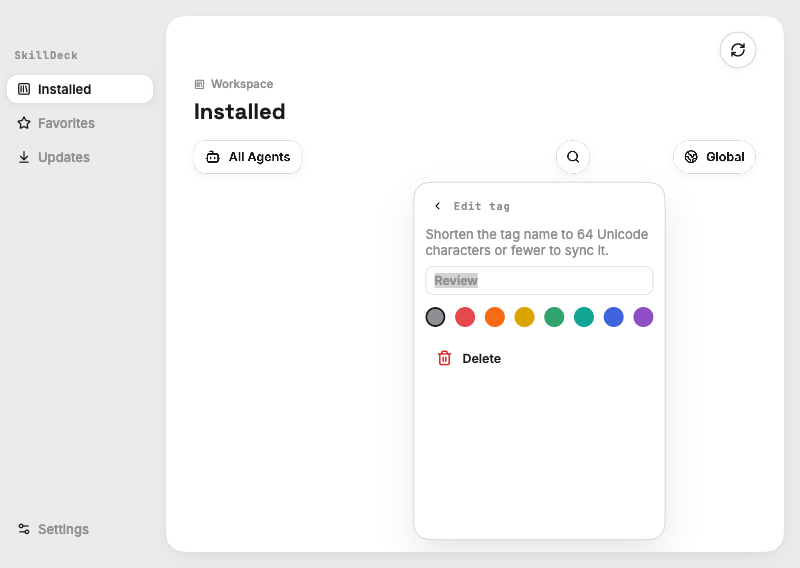 SkillDeck
Installed
Favorites
Updates
Settings
Workspace
Installed
All Agents
Global
Edit tag
Shorten the tag name to 64 Unicode
characters or fewer to sync it.
Review
Delete